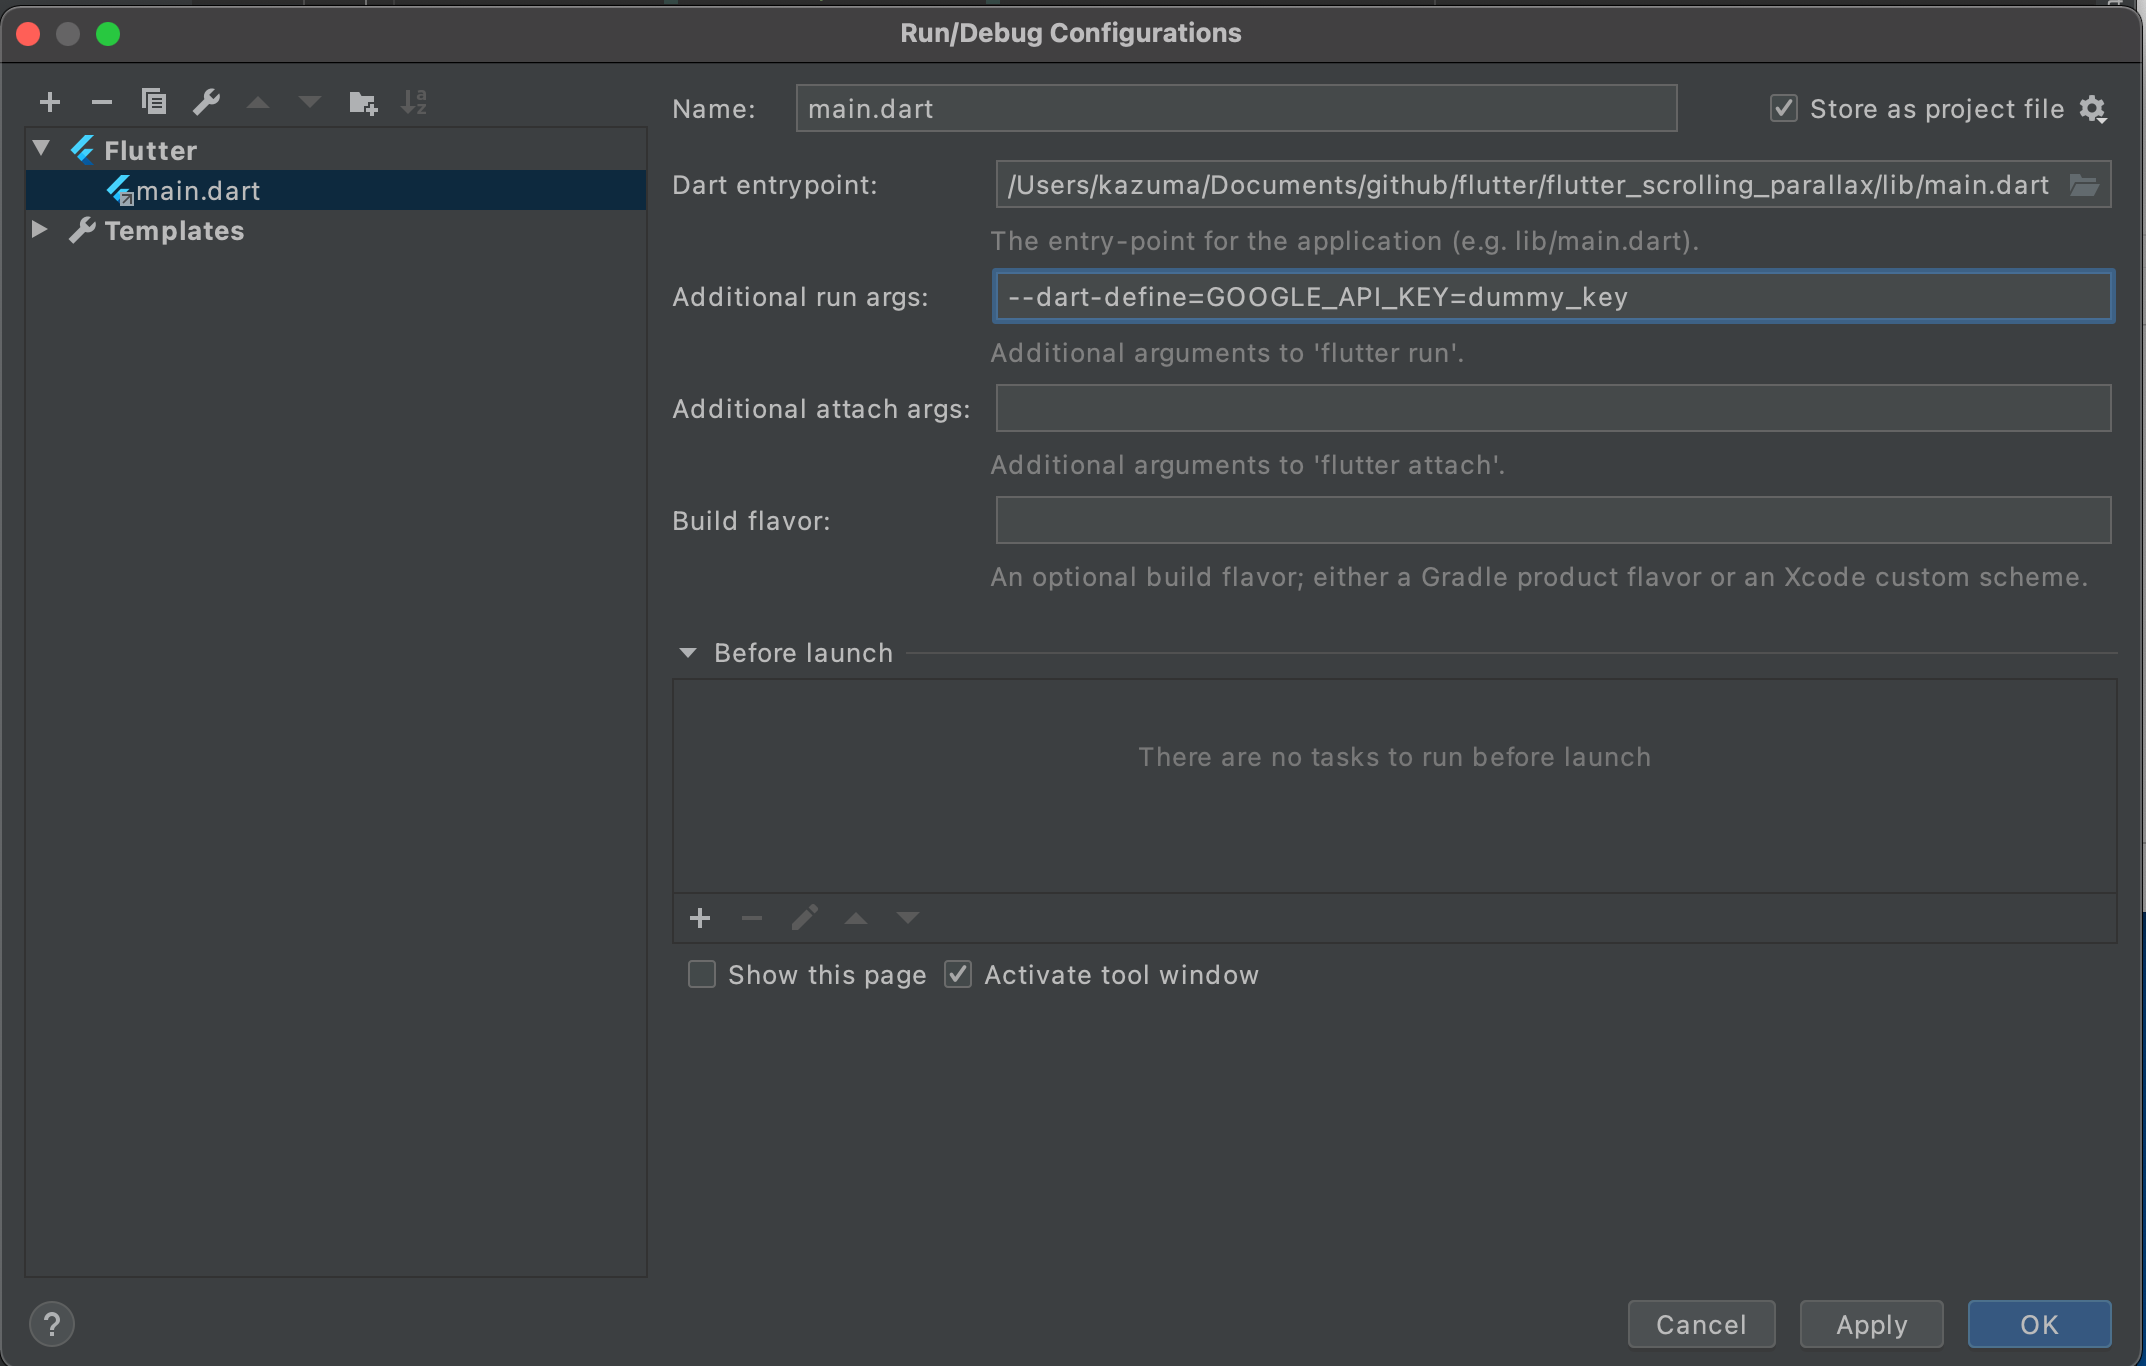 Run/Debug Configurations
Flutter
main.dart
Templates
Name: main.dart
Store as project file
Dart entrypoint: /Users/kazuma/Documents/github/flutter/flutter_scrolling_parallax/lib/main.dart
The entry-point for the application (e.g. lib/main.dart).
Additional run args: --dart-define=GOOGLE_API_KEY=dummy_key
Additional arguments to 'flutter run'.
Additional attach args:
Additional arguments to 'flutter attach'.
Build flavor:
An optional build flavor; either a Gradle product flavor or an Xcode custom scheme.
Before launch
There are no tasks to run before launch
Show this page Activate tool window
? Cancel Apply OK